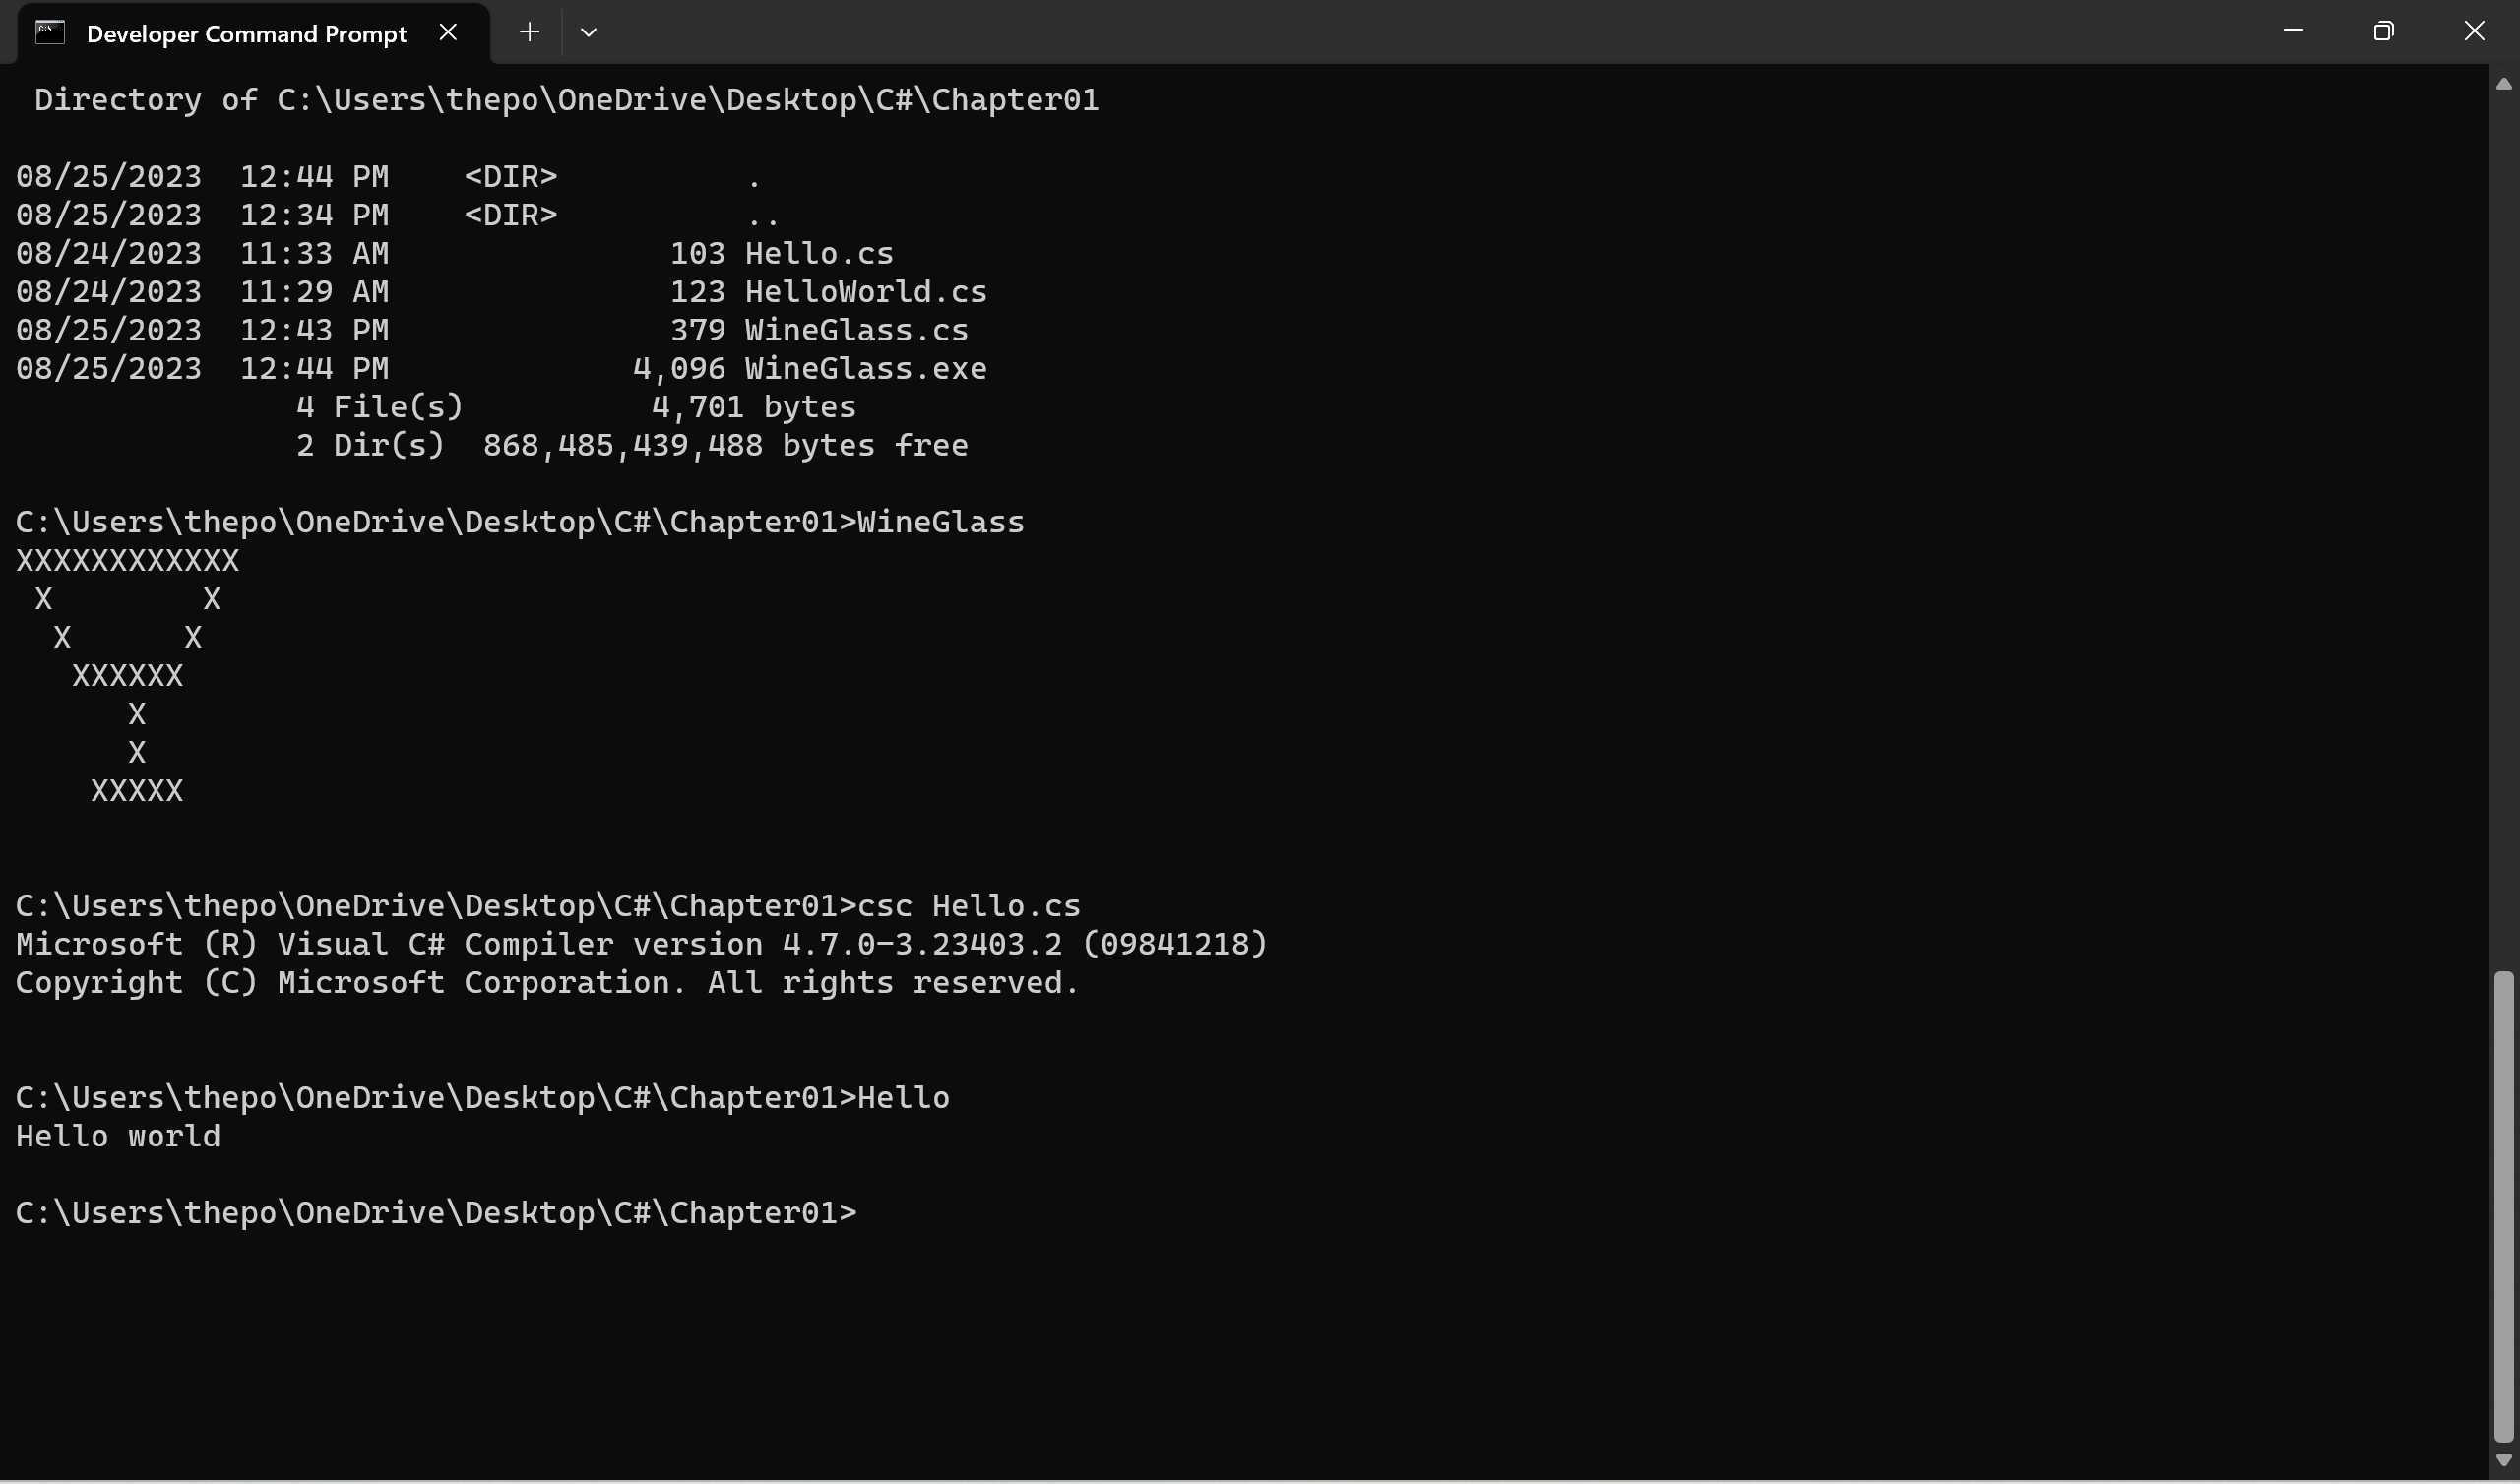 Developer Command Prompt
 Directory of C:\Users\thepo\OneDrive\Desktop\C#\Chapter01

08/25/2023  12:44 PM    <DIR>          .
08/25/2023  12:34 PM    <DIR>          ..
08/24/2023  11:33 AM               103 Hello.cs
08/24/2023  11:29 AM               123 HelloWorld.cs
08/25/2023  12:43 PM               379 WineGlass.cs
08/25/2023  12:44 PM             4,096 WineGlass.exe
               4 File(s)          4,701 bytes
               2 Dir(s)  868,485,439,488 bytes free

C:\Users\thepo\OneDrive\Desktop\C#\Chapter01>WineGlass
XXXXXXXXXXXX
 X        X
  X      X
   XXXXXX
      X
      X
    XXXXX

C:\Users\thepo\OneDrive\Desktop\C#\Chapter01>csc Hello.cs
Microsoft (R) Visual C# Compiler version 4.7.0-3.23403.2 (09841218)
Copyright (C) Microsoft Corporation. All rights reserved.

C:\Users\thepo\OneDrive\Desktop\C#\Chapter01>Hello
Hello world

C:\Users\thepo\OneDrive\Desktop\C#\Chapter01>